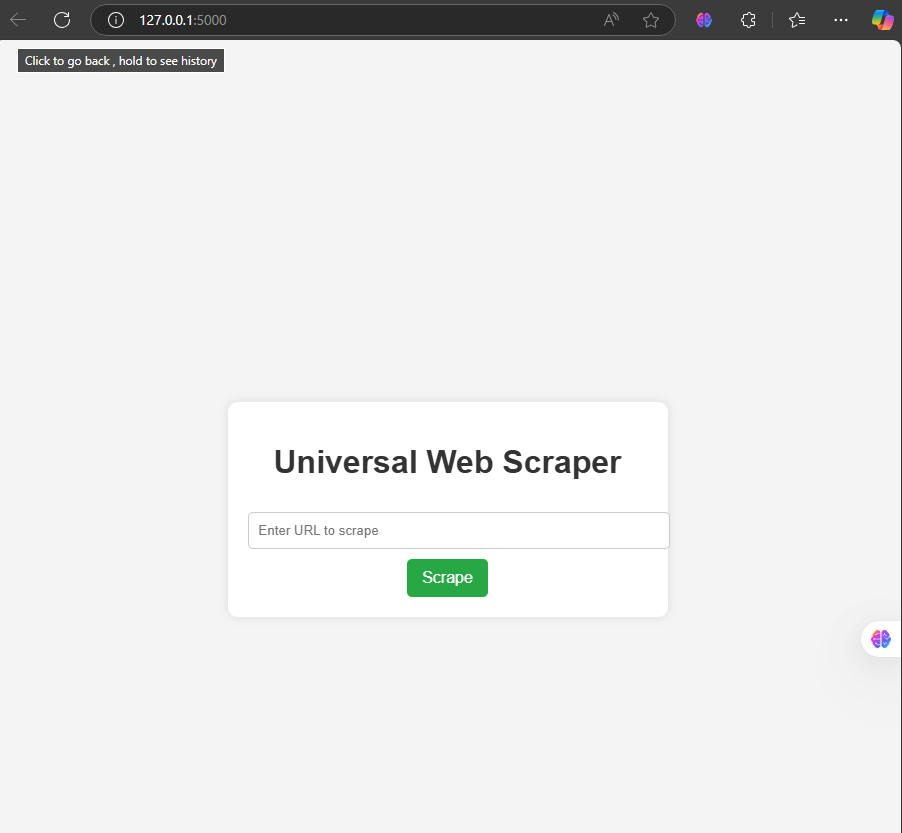 127.0.0.1:5000
Click to go back , hold to see history
Universal Web Scraper
Enter URL to scrape
Scrape